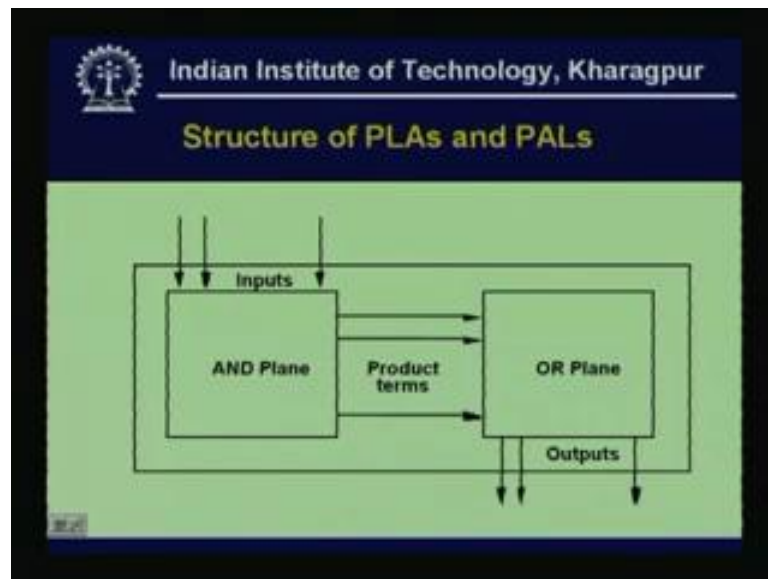 Indian Institute of Technology, Kharagpur
Structure of PLAs and PALs
Inputs
AND Plane
Product
terms
OR Plane
Outputs